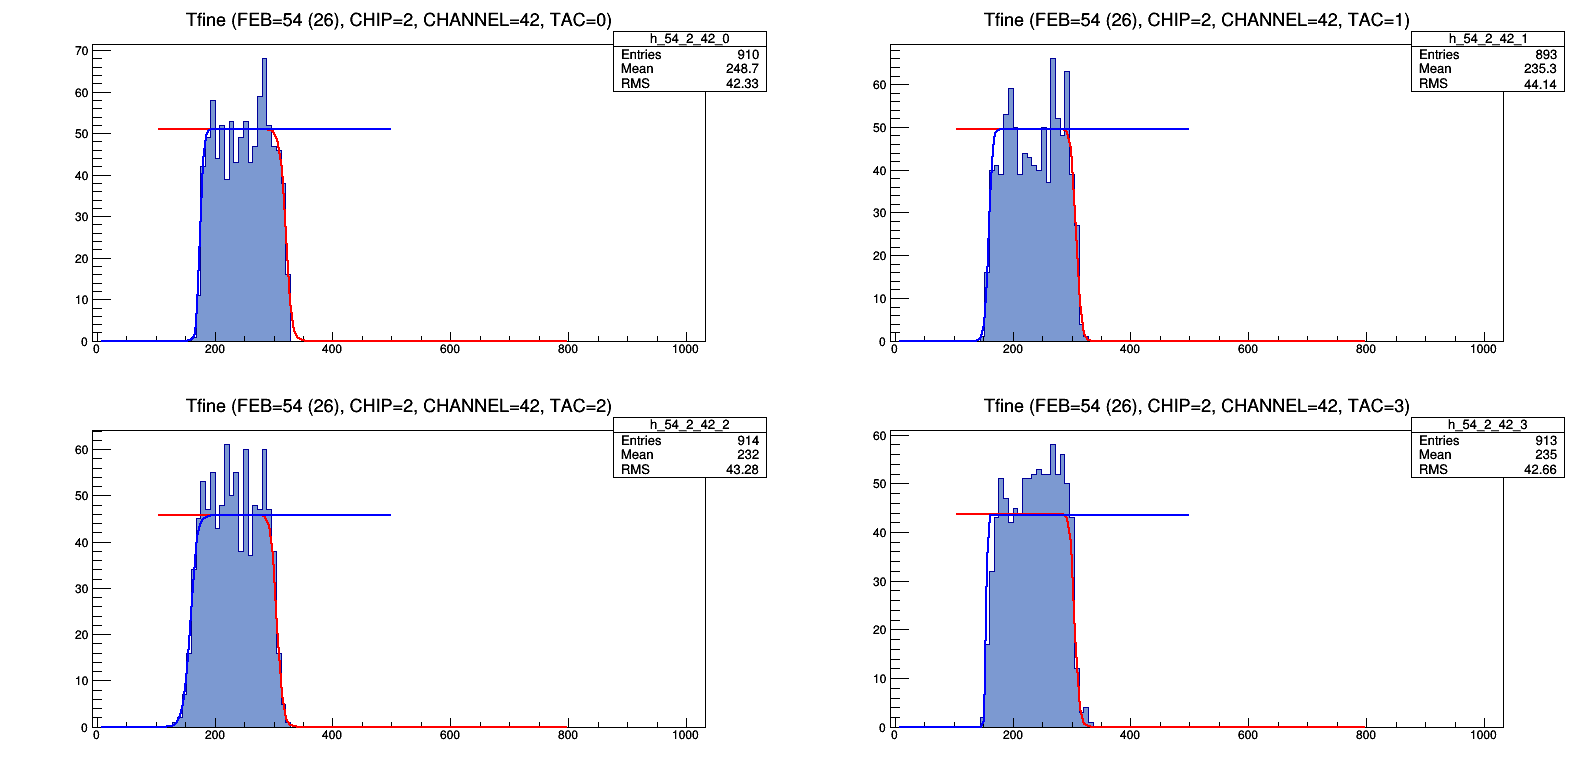 Tfine (FEB=54 (26), CHIP=2, CHANNEL=42, TAC=0)
h_54_2_42_0
Entries 910
Mean 248.7
RMS 42.33
70
60
50
40
30
20
10
0
0 200 400 600 800 1000
Tfine (FEB=54 (26), CHIP=2, CHANNEL=42, TAC=1)
h_54_2_42_1
Entries 893
Mean 235.3
RMS 44.14
60
50
40
30
20
10
0
0 200 400 600 800 1000
Tfine (FEB=54 (26), CHIP=2, CHANNEL=42, TAC=2)
h_54_2_42_2
Entries 914
Mean 232
RMS 43.28
60
50
40
30
20
10
0
0 200 400 600 800 1000
Tfine (FEB=54 (26), CHIP=2, CHANNEL=42, TAC=3)
h_54_2_42_3
Entries 913
Mean 235
RMS 42.66
60
50
40
30
20
10
0
0 200 400 600 800 1000